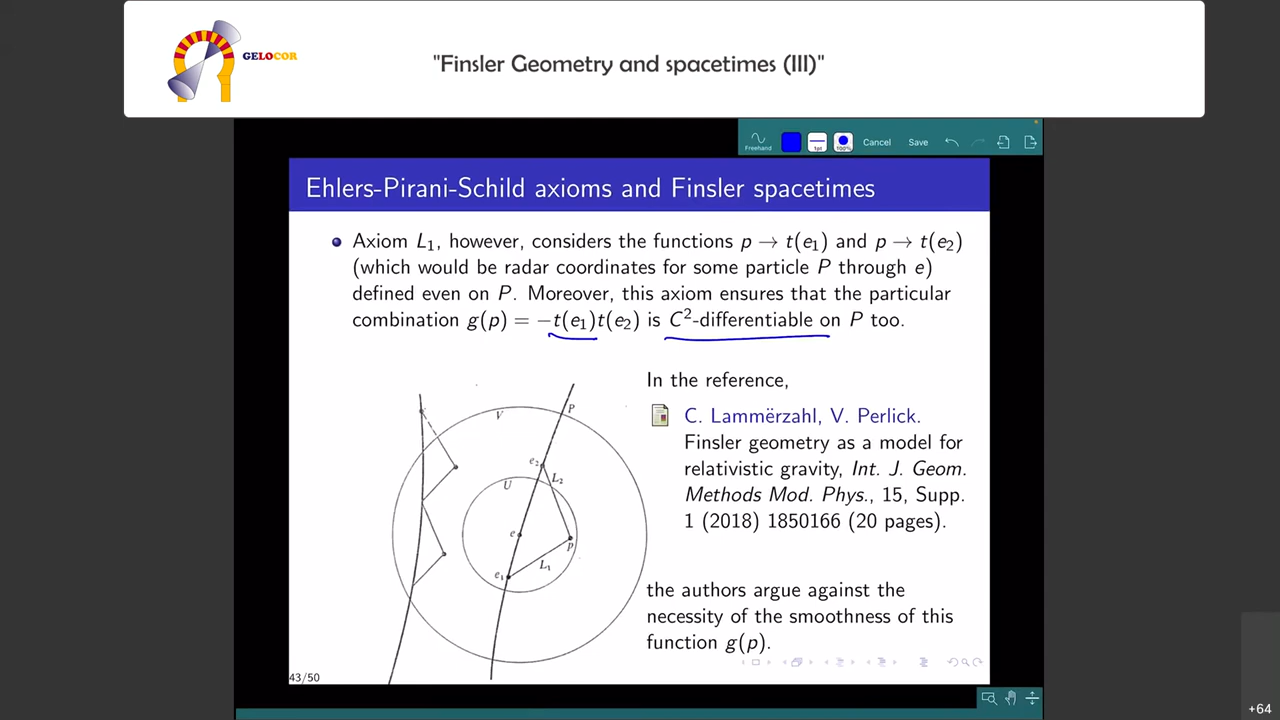 GELOCOR
"Finsler Geometry and spacetimes (III)"
Freehand
1pt
100%
Cancel
Save
Ehlers-Pirani-Schild axioms and Finsler spacetimes
Axiom L₁, however, considers the functions p → t(e₁) and p → t(e₂)
(which would be radar coordinates for some particle P through e)
defined even on P. Moreover, this axiom ensures that the particular
combination g(p) = −t(e₁)t(e₂) is C²-differentiable on P too.
In the reference,
C. Lammërzahl, V. Perlick.
Finsler geometry as a model for
relativistic gravity, Int. J. Geom.
Methods Mod. Phys., 15, Supp.
1 (2018) 1850166 (20 pages).
the authors argue against the
necessity of the smoothness of this
function g(p).
V
P
e₂
U
L₂
e
p
L₁
e₁
43/50
+64